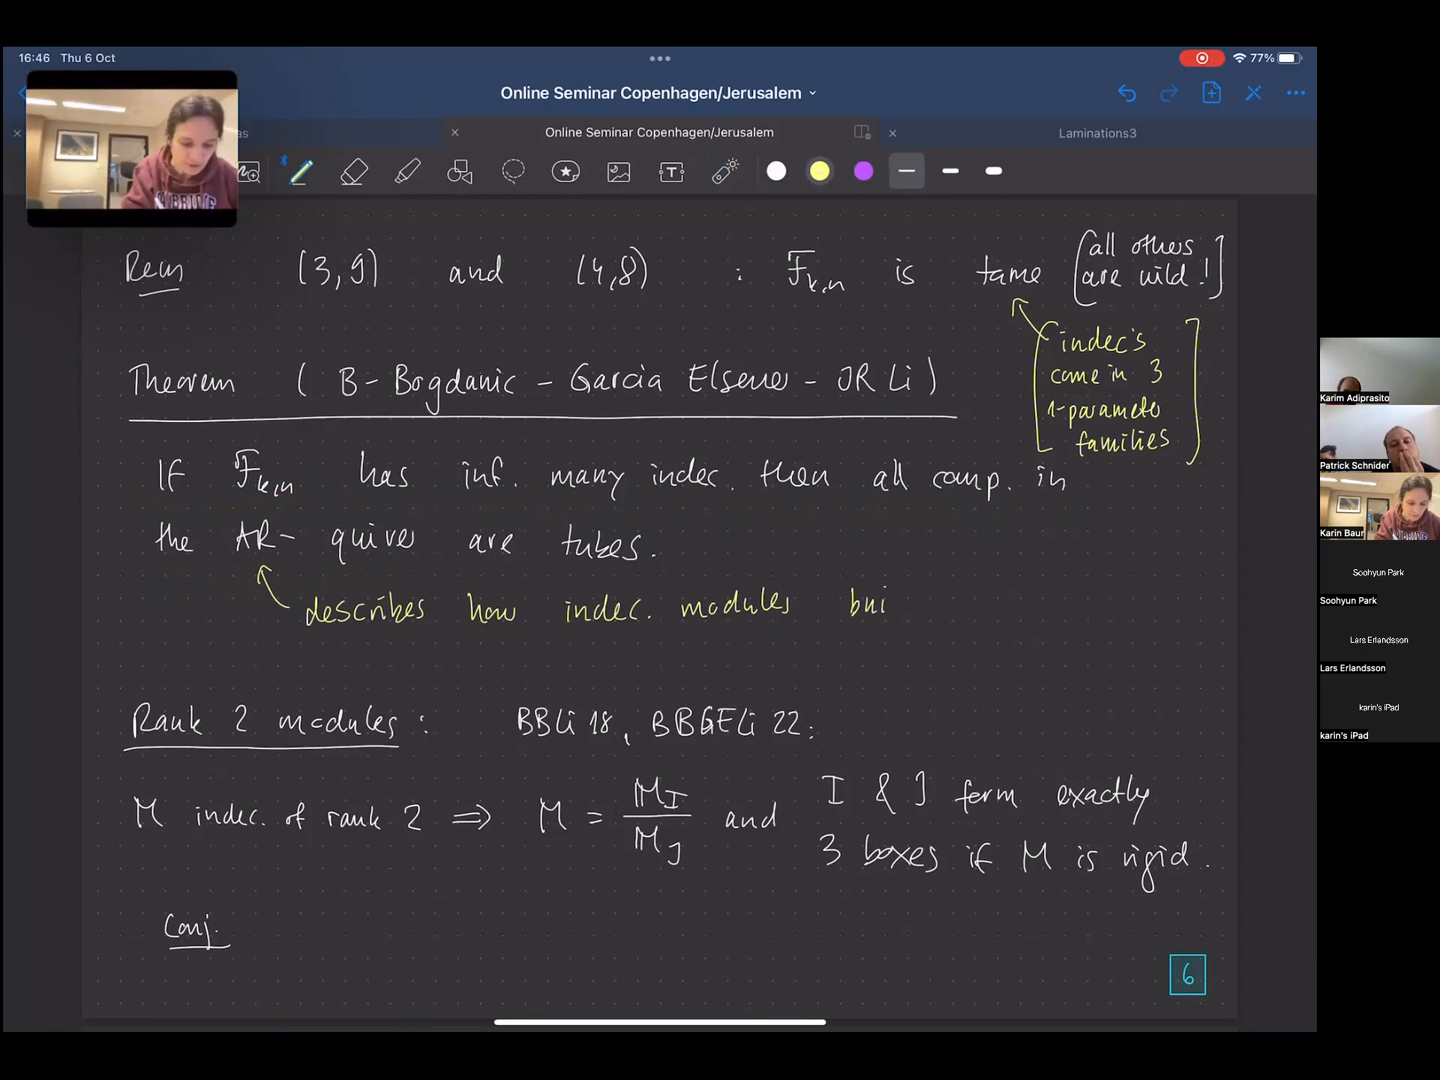 16:46 Thu 6 Oct
77%
Online Seminar Copenhagen/Jerusalem
as
Online Seminar Copenhagen/Jerusalem
Laminations3
Rem (3,9) and (4,8) : F_{k,n} is tame [all others are wild!]
[indec's
come in
1-parameter
families]
Theorem (B-Bogdanic - Garcia Elsener - JR Li)
If F_{k,n} has inf. many indec. then all comp. in
the AR-quiver are tubes.
describes how indec. modules bui
Rank 2 modules: BBLi 18, BBGELi 22:
M indec. of rank 2 ⟹ M = M_I / M_J and I & J form exactly
3 boxes if M is rigid.
Conj.
6
Karim Adiprasito
Patrick Schnider
Karin Baur
Soohyun Park
Soohyun Park
Lars Erlandsson
Lars Erlandsson
karin's iPad
karin's iPad